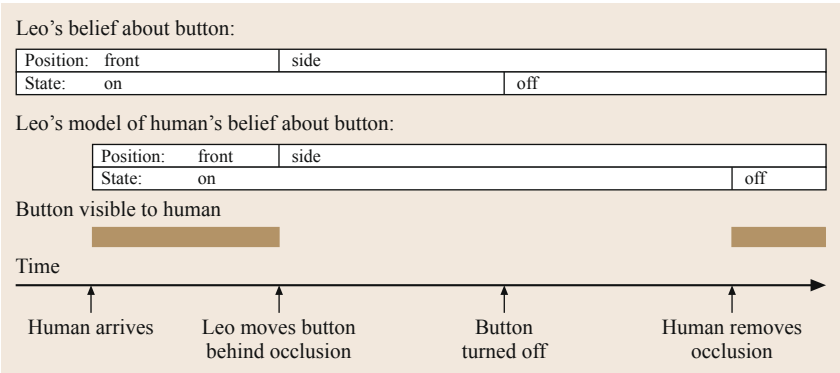 Leo's belief about button:
Position: front side
State: on off
Leo's model of human's belief about button:
Position: front side
State: on off
Button visible to human
Time
Human arrives Leo moves button Button Human removes
behind occlusion turned off occlusion